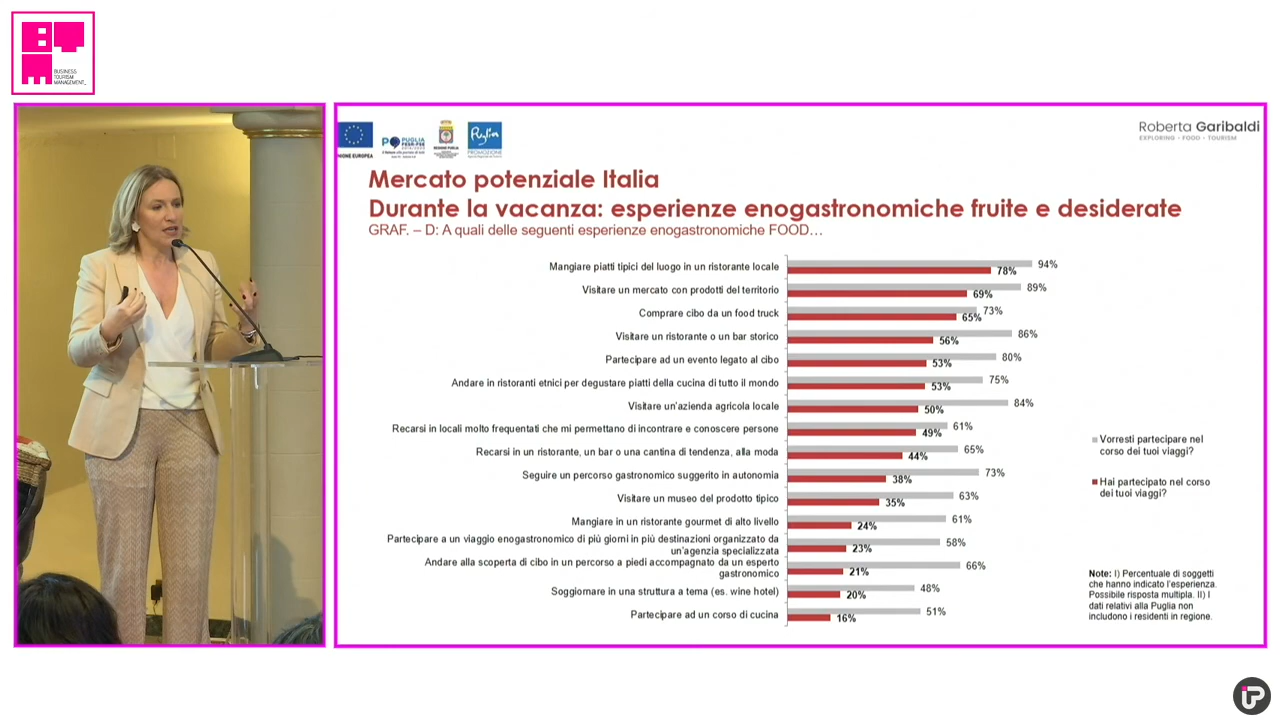 BUSINESS
TOURISM
MANAGEMENT_
UNIONE EUROPEA
PUGLIA
REGIONE PUGLIA
Puglia
PROMOZIONE
Roberta Garibaldi
EXPLORING - FOOD - TOURISM
Mercato potenziale Italia
Durante la vacanza: esperienze enogastronomiche fruite e desiderate
GRAF. – D: A quali delle seguenti esperienze enogastronomiche FOOD…
Mangiare piatti tipici del luogo in un ristorante locale 94% 78%
Visitare un mercato con prodotti del territorio 89% 69%
Comprare cibo da un food truck 73% 65%
Visitare un ristorante o un bar storico 86% 56%
Partecipare ad un evento legato al cibo 80% 53%
Andare in ristoranti etnici per degustare piatti della cucina di tutto il mondo 75% 53%
Visitare un'azienda agricola locale 84% 50%
Recarsi in locali molto frequentati che mi permettano di incontrare e conoscere persone 61% 49%
Recarsi in un ristorante, un bar o una cantina di tendenza, alla moda 65% 44%
Seguire un percorso gastronomico suggerito in autonomia 73% 38%
Visitare un museo del prodotto tipico 63% 35%
Mangiare in un ristorante gourmet di alto livello 61% 24%
Partecipare a un viaggio enogastronomico di più giorni in più destinazioni organizzato da
un'agenzia specializzata 58% 23%
Andare alla scoperta di cibo in un percorso a piedi accompagnato da un esperto
gastronomico 66% 21%
Soggiornare in una struttura a tema (es. wine hotel) 48% 20%
Partecipare ad un corso di cucina 51% 16%
Vorresti partecipare nel
corso dei tuoi viaggi?
Hai partecipato nel corso
dei tuoi viaggi?
Note: I) Percentuale di soggetti
che hanno indicato l'esperienza.
Possibile risposta multipla. II) I
dati relativi alla Puglia non
includono i residenti in regione.